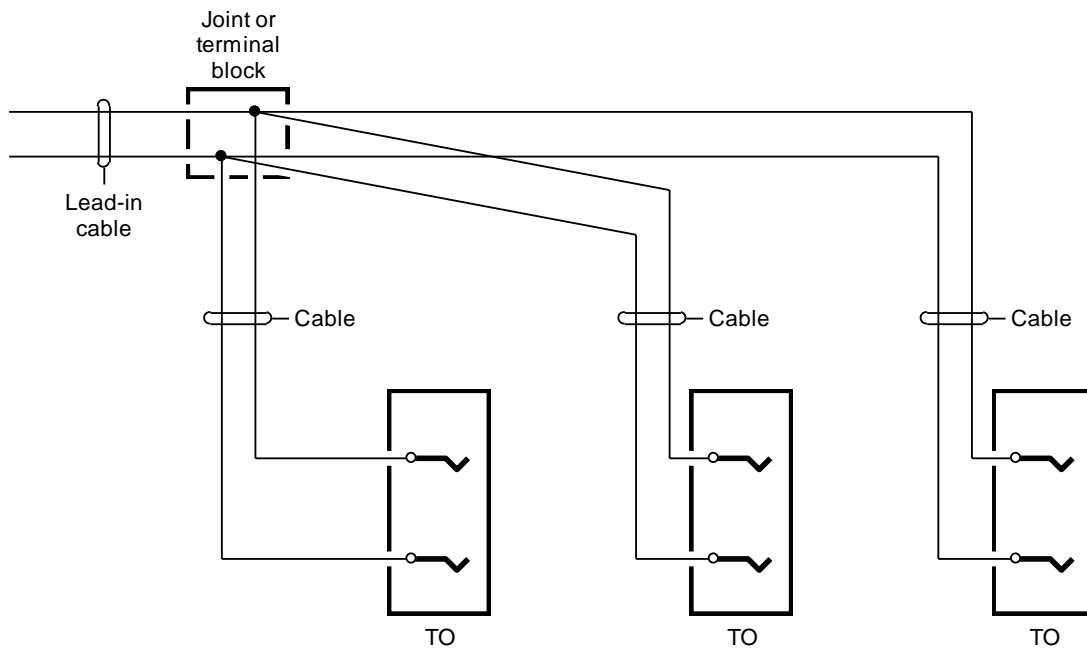 Joint or
terminal
block
Lead-in
cable
Cable
Cable
Cable
TO
TO
TO